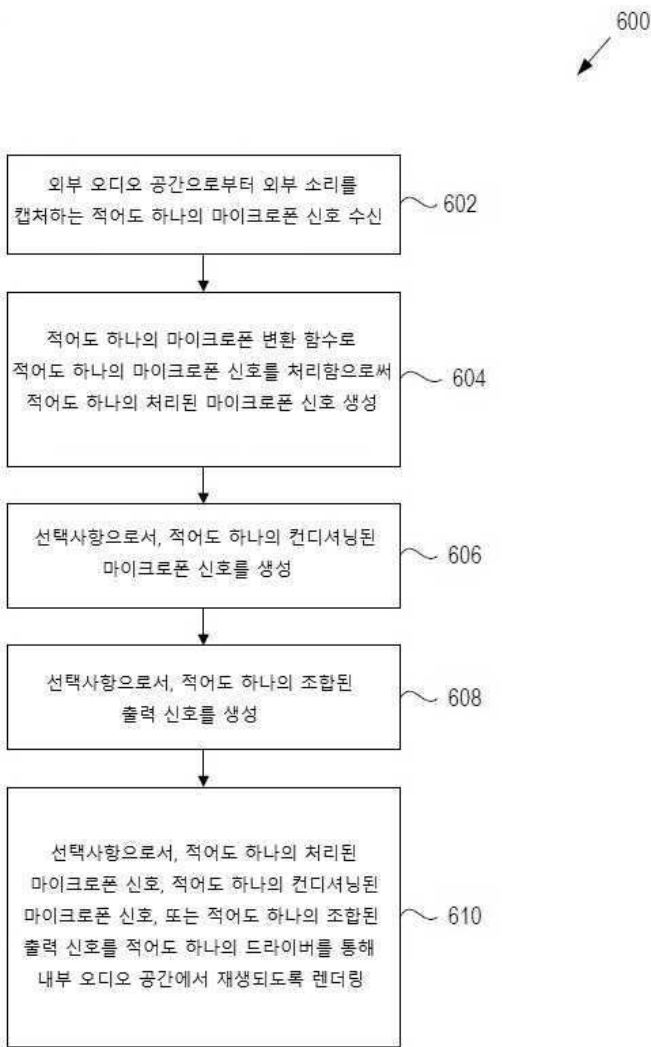 600
외부 오디오 공간으로부터 외부 소리를
캡처하는 적어도 하나의 마이크로폰 신호 수신
602
적어도 하나의 마이크로폰 변환 함수로
적어도 하나의 마이크로폰 신호를 처리함으로써
적어도 하나의 처리된 마이크로폰 신호 생성
604
선택사항으로서, 적어도 하나의 컨디셔닝된
마이크로폰 신호를 생성
606
선택사항으로서, 적어도 하나의 조합된
출력 신호를 생성
608
선택사항으로서, 적어도 하나의 처리된
마이크로폰 신호, 적어도 하나의 컨디셔닝된
마이크로폰 신호, 또는 적어도 하나의 조합된
출력 신호를 적어도 하나의 드라이버를 통해
내부 오디오 공간에서 재생되도록 렌더링
610